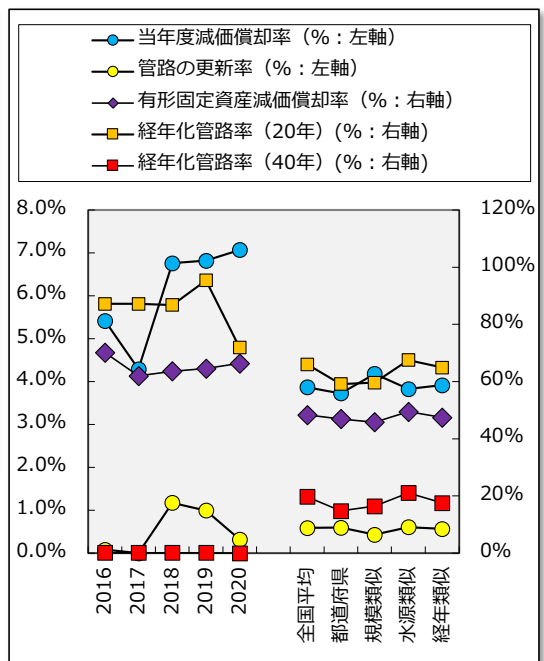 当年度減価償却率（%：左軸）
管路の更新率（%：左軸）
有形固定資産減価償却率（%：右軸）
経年化管路率（20年）(%：右軸)
経年化管路率（40年）(%：右軸)
8.0% 120%
7.0%
100%
6.0%
5.0% 80%
4.0% 60%
3.0%
40%
2.0%
1.0% 20%
0.0% 0%
2016 2017 2018 2019 2020 全国平均 都道府県 規模類似 水源類似 経年類似